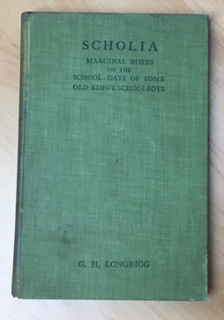 SCHOLIA
MARGINAL NOTES
ON THE
SCHOOL-DAYS OF SOME
OLD KING'S SCHOOLBOYS
G. H. LONGRIGG